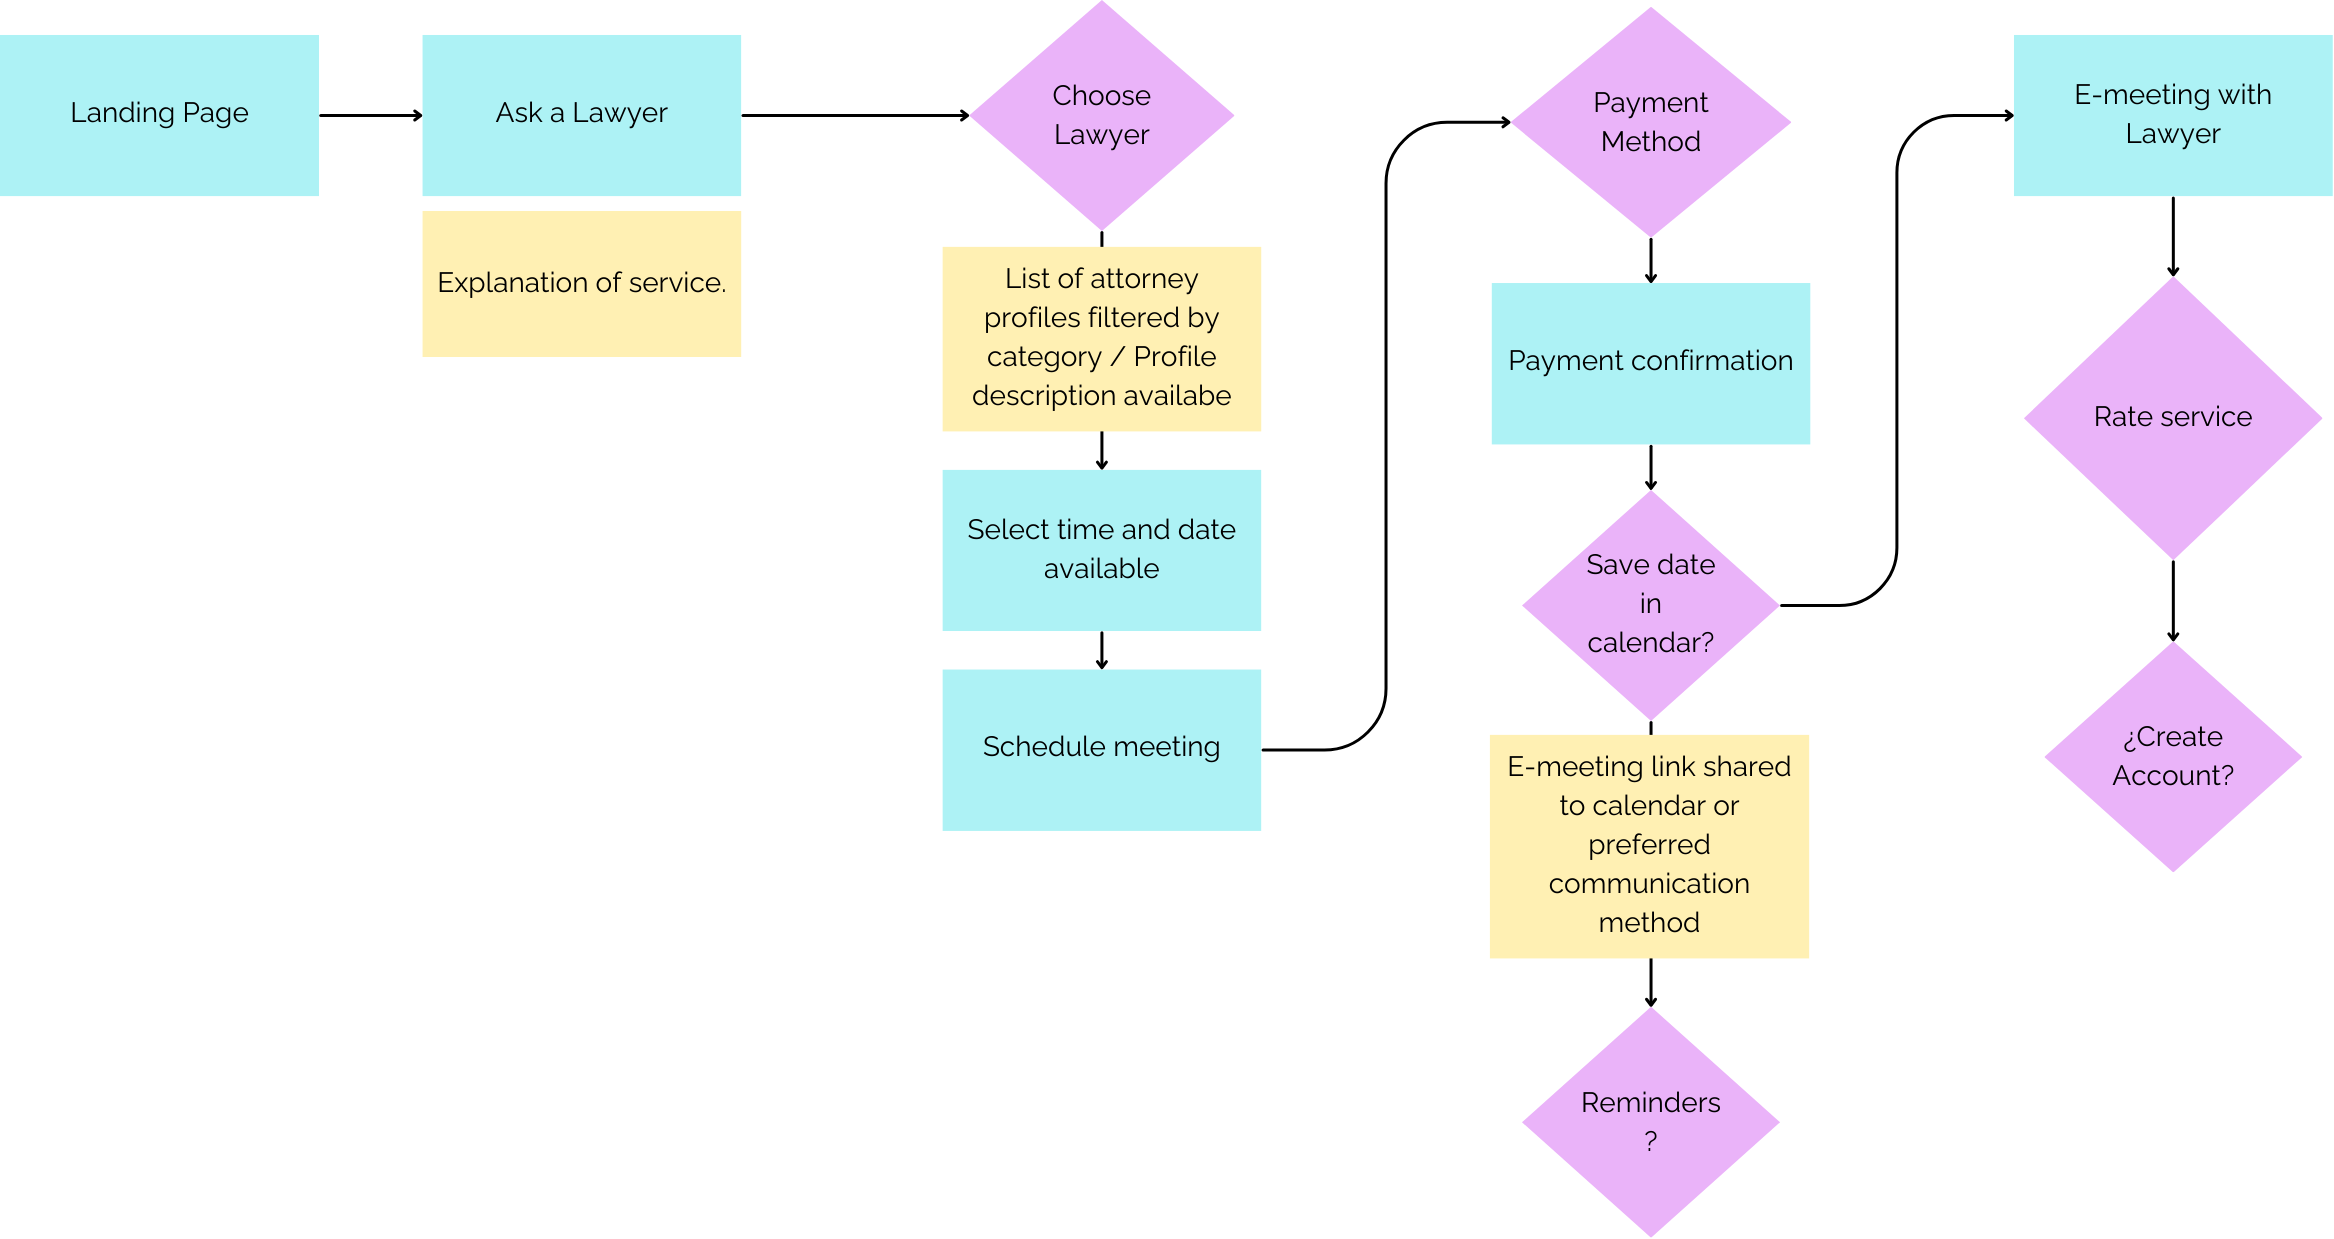 Landing Page
Ask a Lawyer
Explanation of service.
Choose
Lawyer
List of attorney
profiles filtered by
category / Profile
description availabe
Select time and date
available
Schedule meeting
Payment
Method
Payment confirmation
Save date
in
calendar?
E-meeting link shared
to calendar or
preferred
communication
method
Reminders
?
E-meeting with
Lawyer
Rate service
¿Create
Account?